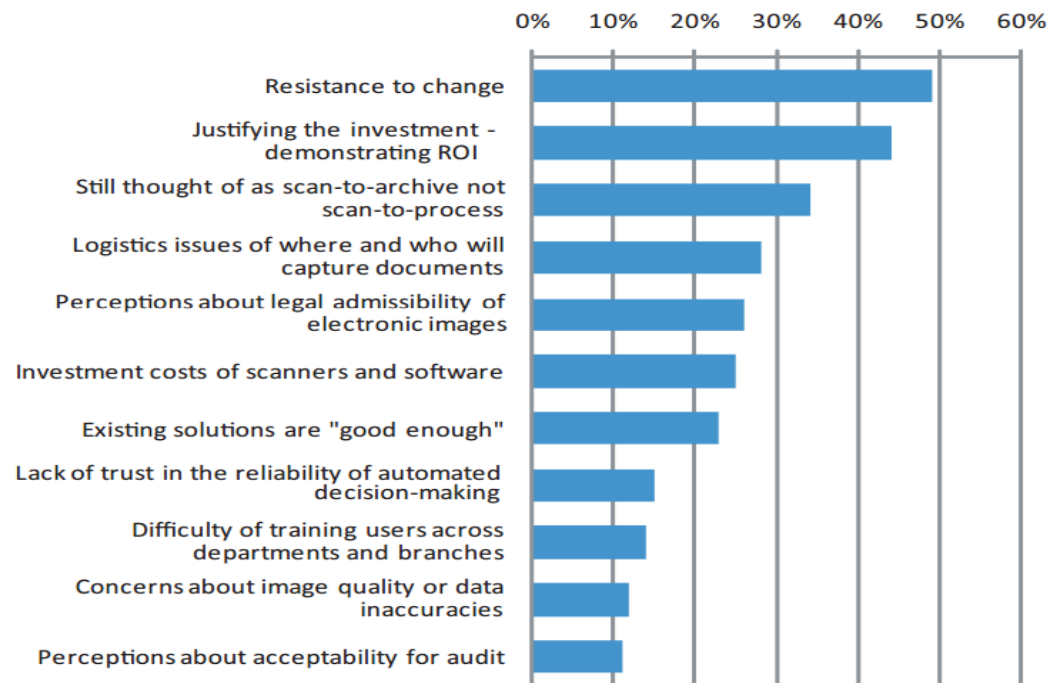 0% 10% 20% 30% 40% 50% 60%
Resistance to change
Justifying the investment -
demonstrating ROI
Still thought of as scan-to-archive not
scan-to-process
Logistics issues of where and who will
capture documents
Perceptions about legal admissibility of
electronic images
Investment costs of scanners and software
Existing solutions are "good enough"
Lack of trust in the reliability of automated
decision-making
Difficulty of training users across
departments and branches
Concerns about image quality or data
inaccuracies
Perceptions about acceptability for audit